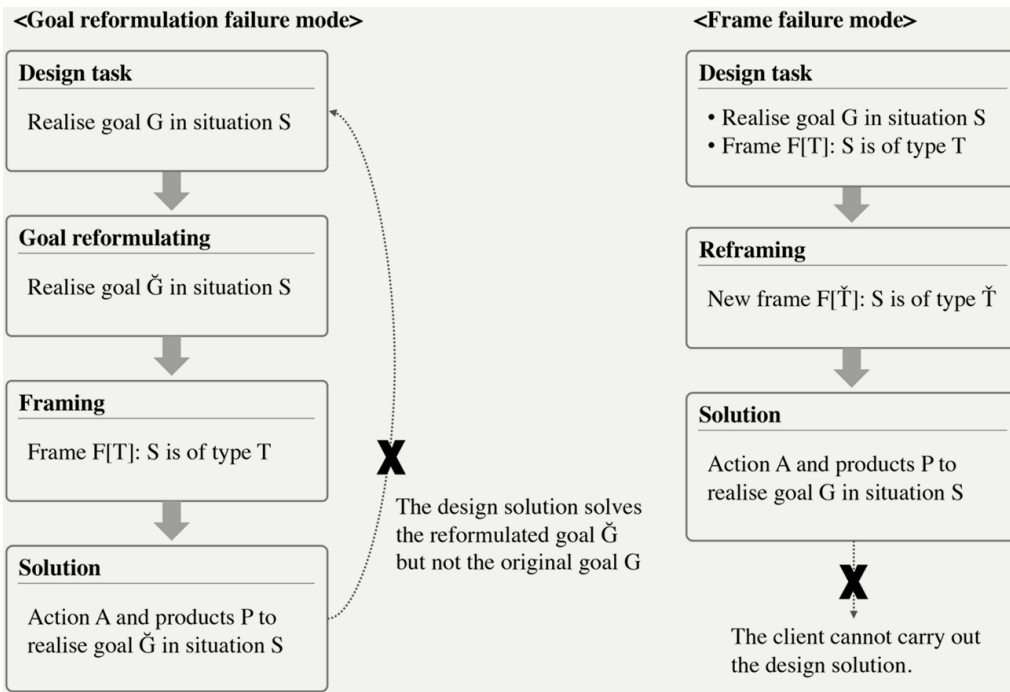 <Goal reformulation failure mode>
Design task
Realise goal G in situation S
Goal reformulating
Realise goal Ğ in situation S
Framing
Frame F[T]: S is of type T
Solution
Action A and products P to
realise goal Ğ in situation S
X
The design solution solves
the reformulated goal Ğ
but not the original goal G
<Frame failure mode>
Design task
• Realise goal G in situation S
• Frame F[T]: S is of type T
Reframing
New frame F[Ť]: S is of type Ť
Solution
Action A and products P to
realise goal G in situation S
X
The client cannot carry out
the design solution.